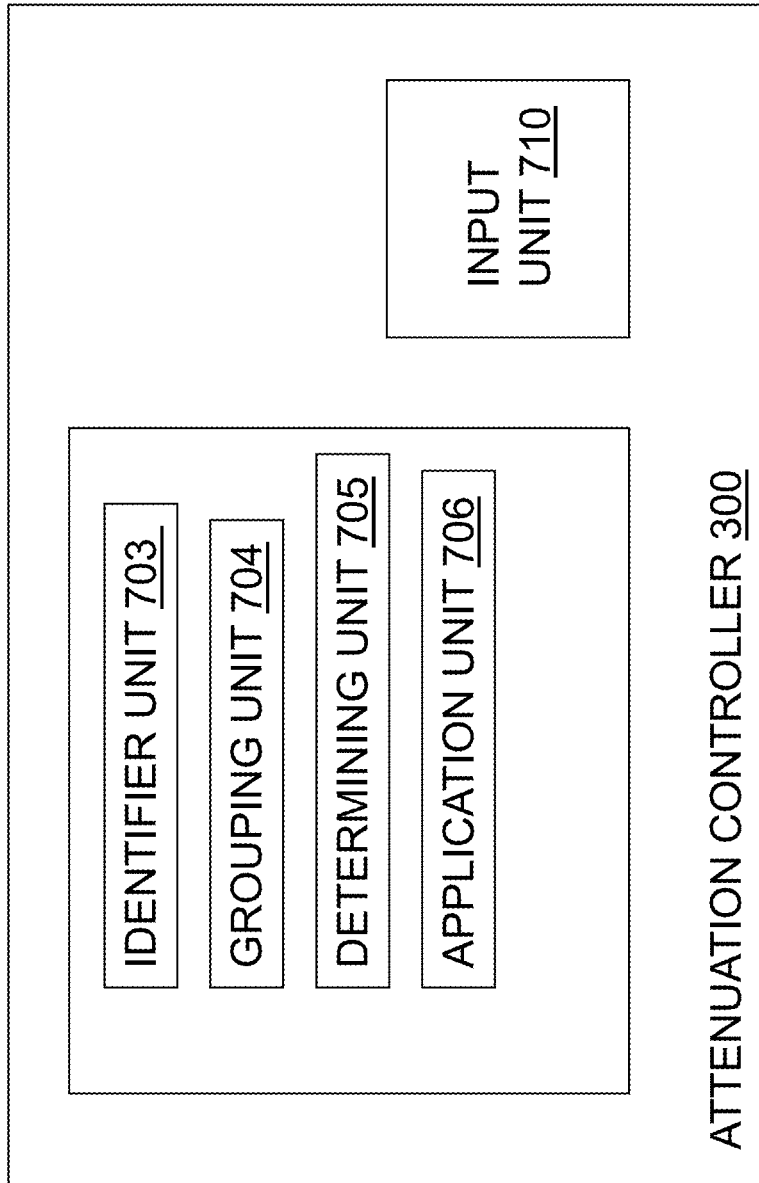 IDENTIFIER UNIT 703
GROUPING UNIT 704
DETERMINING UNIT 705
APPLICATION UNIT 706
INPUT
UNIT 710
ATTENUATION CONTROLLER 300